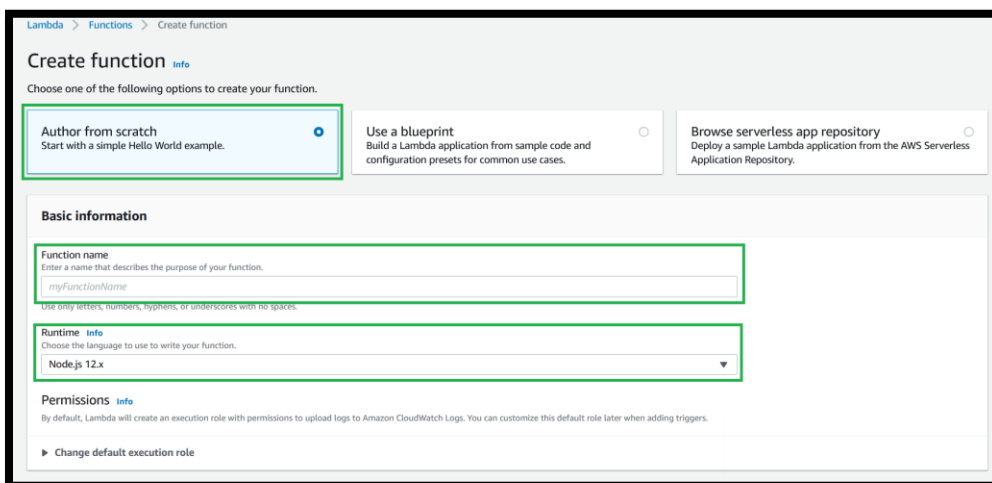 Lambda > Functions > Create function
Create function Info
Choose one of the following options to create your function.
Author from scratch
Start with a simple Hello World example.
Use a blueprint
Build a Lambda application from sample code and
configuration presets for common use cases.
Browse serverless app repository
Deploy a sample Lambda application from the AWS Serverless
Application Repository.
Basic information
Function name
Enter a name that describes the purpose of your function.
myFunctionName
Use only letters, numbers, hyphens, or underscores with no spaces.
Runtime Info
Choose the language to use to write your function.
Node.js 12.x
Permissions Info
By default, Lambda will create an execution role with permissions to upload logs to Amazon CloudWatch Logs. You can customize this default role later when adding triggers.
Change default execution role